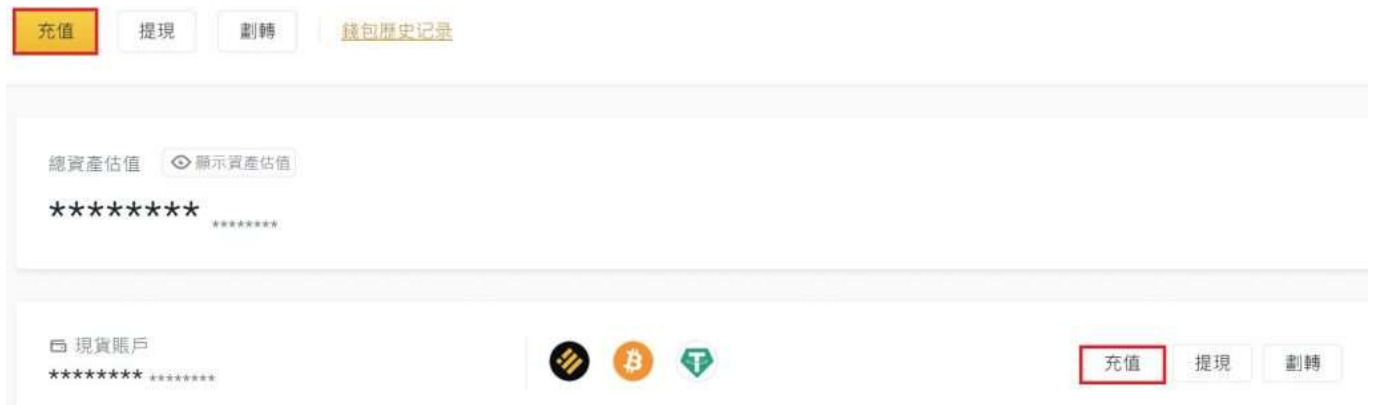 充值 提現 劃轉 錢包歷史记录
總資產估值 顯示資產估值
******** ********
現貨賬戶
******** ********
充值 提現 劃轉